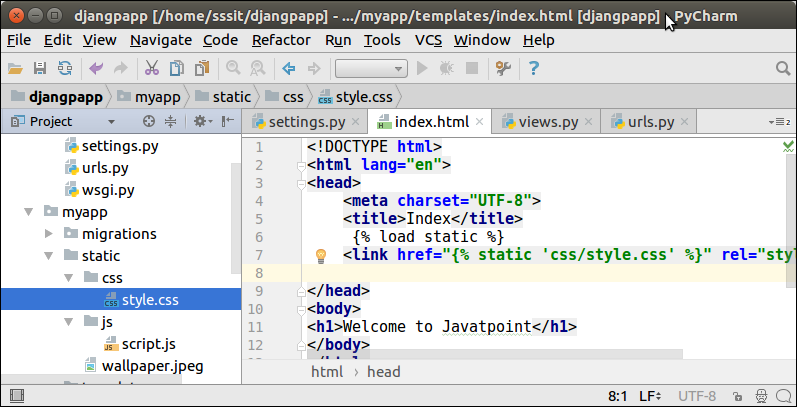 djangpapp [/home/sssit/djangpapp] - .../myapp/templates/index.html [djangpapp] - PyCharm
File Edit View Navigate Code Refactor Run Tools VCS Window Help
djangpapp myapp static css style.css
Project
settings.py index.html views.py urls.py
settings.py
urls.py
wsgi.py
myapp
migrations
static
css
style.css
js
script.js
wallpaper.jpeg
1 <!DOCTYPE html>
2 <html lang="en">
3 <head>
4 <meta charset="UTF-8">
5 <title>Index</title>
6 {% load static %}
7 <link href="{% static 'css/style.css' %}" rel="sty
8
9 </head>
10 <body>
11 <h1>Welcome to Javatpoint</h1>
12 </body>
html head
8:1 LF UTF-8